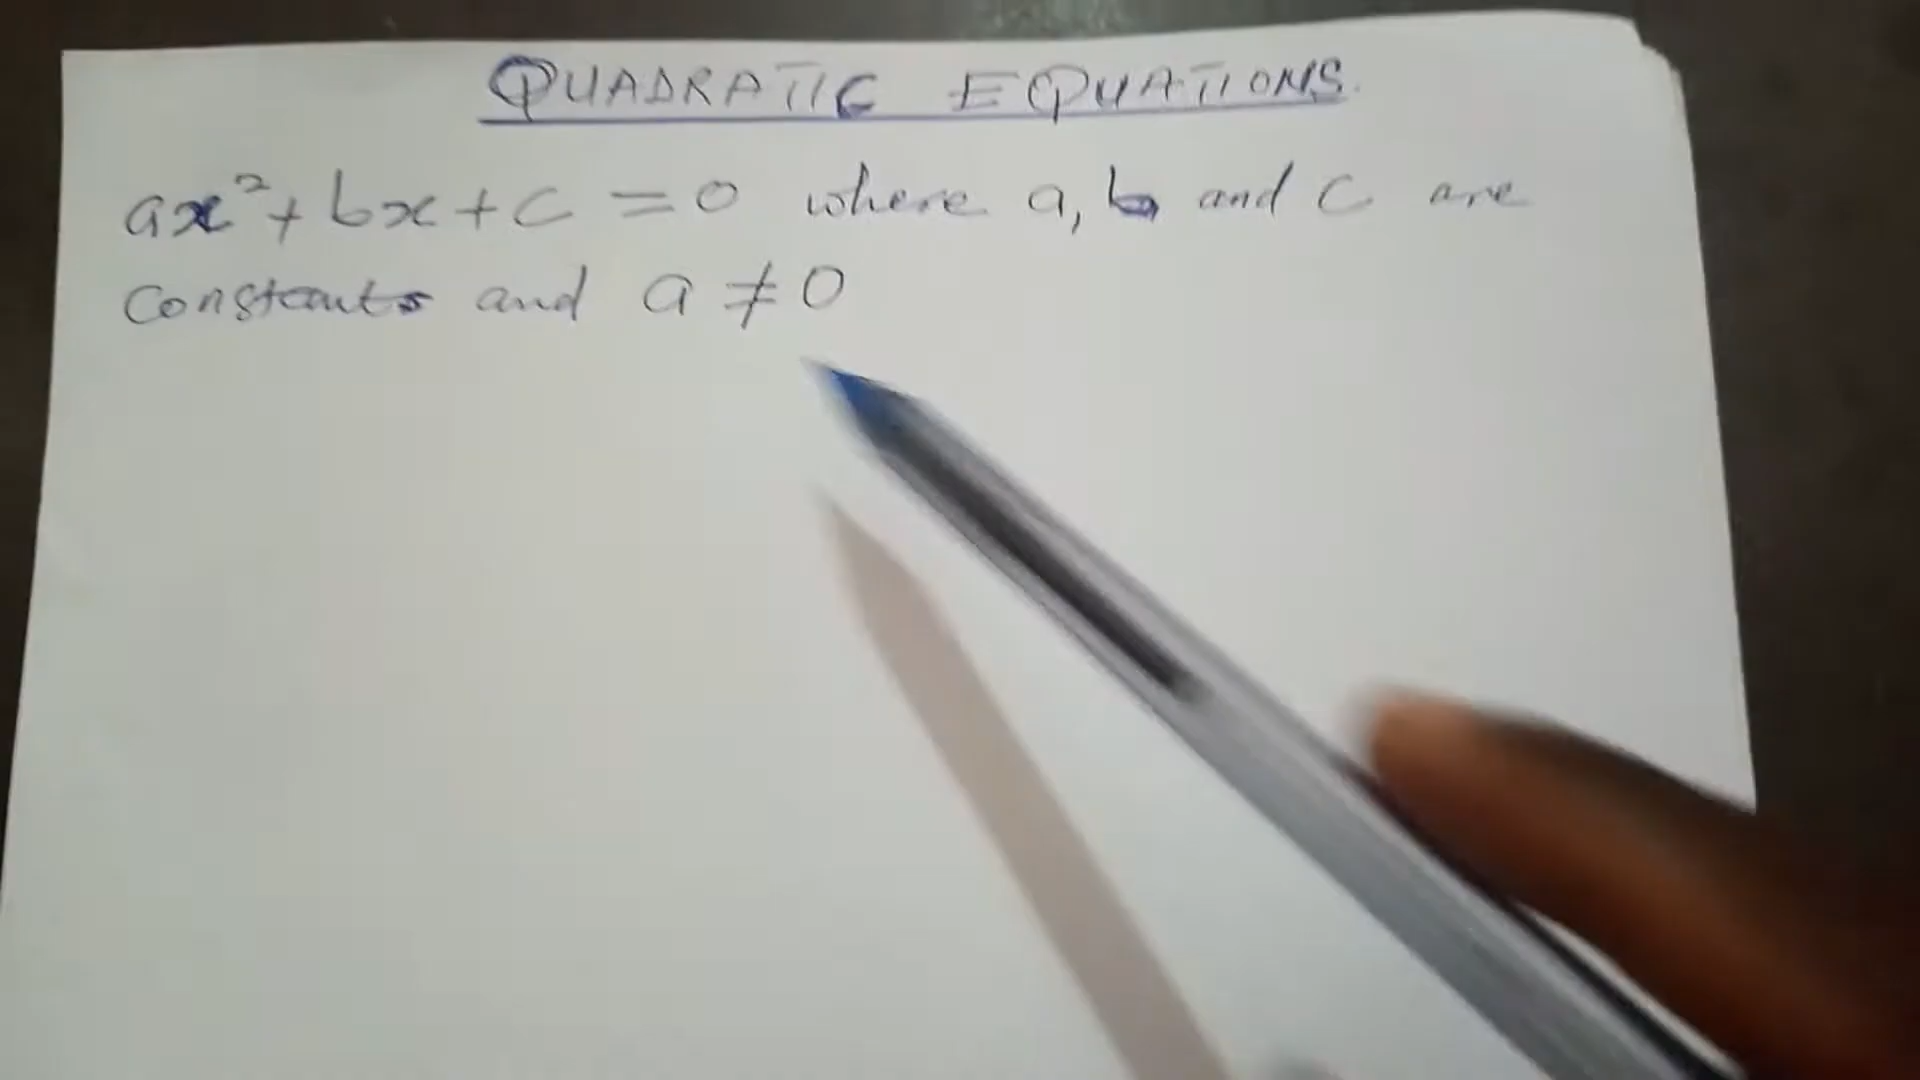 QUADRATIC EQUATIONS.
ax²+bx+c=0 where a, b and c are
constants and a ≠ 0